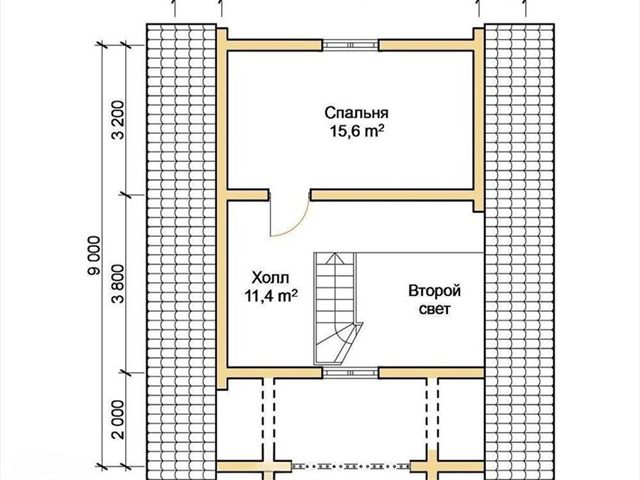 Спальня
15,6 m²
3 200
9 000
3 800
Холл
11,4 m²
Второй
свет
2 000